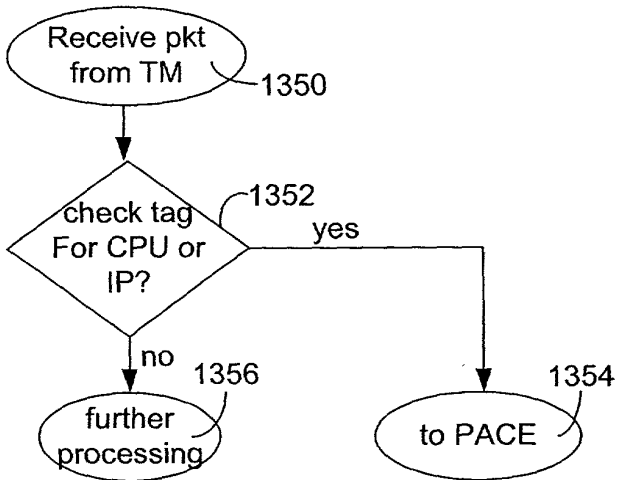 Receive pkt
from TM
1350
1352
check tag
For CPU or
IP?
yes
no
1356
1354
further
processing
to PACE